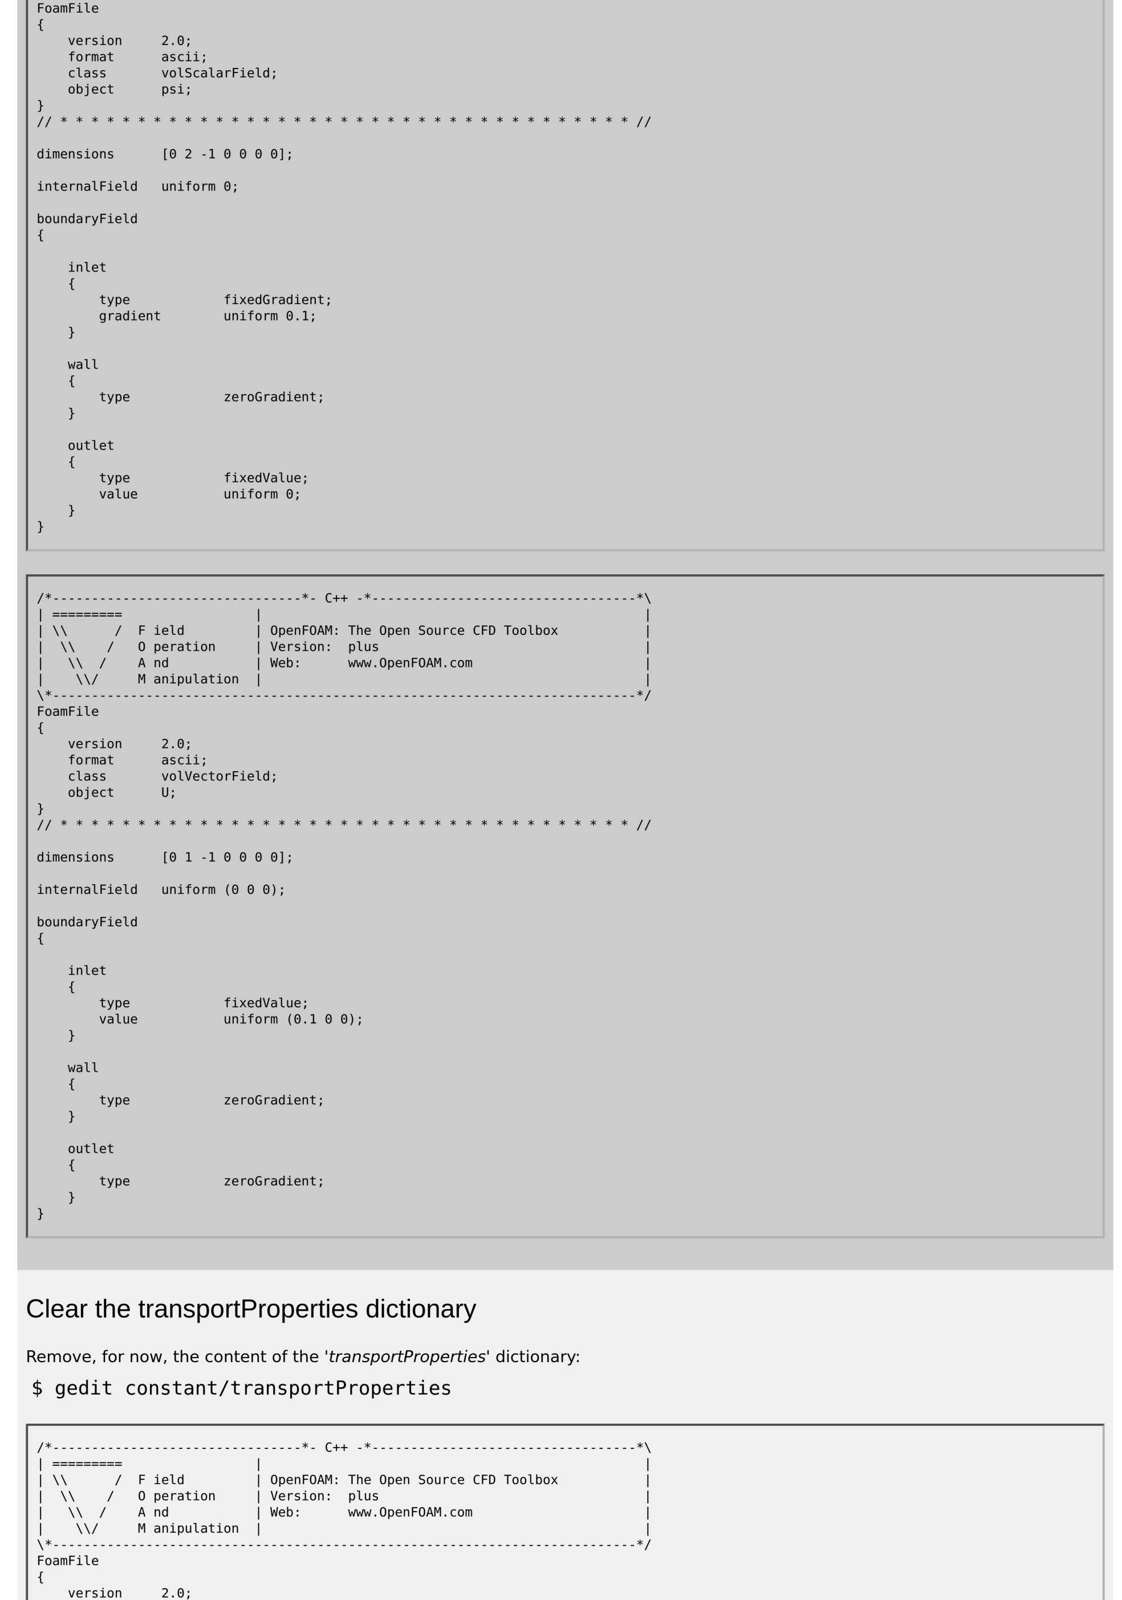 FoamFile
{
    version     2.0;
    format      ascii;
    class       volScalarField;
    object      psi;
}
// * * * * * * * * * * * * * * * * * * * * * * * * * * * * * * * * * * * * * //

dimensions      [0 2 -1 0 0 0 0];

internalField   uniform 0;

boundaryField
{

    inlet
    {
        type            fixedGradient;
        gradient        uniform 0.1;
    }

    wall
    {
        type            zeroGradient;
    }

    outlet
    {
        type            fixedValue;
        value           uniform 0;
    }
}

/*--------------------------------*- C++ -*----------------------------------*\
| =========                 |                                                 |
| \\      /  F ield         | OpenFOAM: The Open Source CFD Toolbox           |
|  \\    /   O peration     | Version:  plus                                  |
|   \\  /    A nd           | Web:      www.OpenFOAM.com                      |
|    \\/     M anipulation  |                                                 |
\*---------------------------------------------------------------------------*/
FoamFile
{
    version     2.0;
    format      ascii;
    class       volVectorField;
    object      U;
}
// * * * * * * * * * * * * * * * * * * * * * * * * * * * * * * * * * * * * * //

dimensions      [0 1 -1 0 0 0 0];

internalField   uniform (0 0 0);

boundaryField
{

    inlet
    {
        type            fixedValue;
        value           uniform (0.1 0 0);
    }

    wall
    {
        type            zeroGradient;
    }

    outlet
    {
        type            zeroGradient;
    }
}

Clear the transportProperties dictionary
Remove, for now, the content of the 'transportProperties' dictionary:
$ gedit constant/transportProperties

/*--------------------------------*- C++ -*----------------------------------*\
| =========                 |                                                 |
| \\      /  F ield         | OpenFOAM: The Open Source CFD Toolbox           |
|  \\    /   O peration     | Version:  plus                                  |
|   \\  /    A nd           | Web:      www.OpenFOAM.com                      |
|    \\/     M anipulation  |                                                 |
\*---------------------------------------------------------------------------*/
FoamFile
{
    version     2.0;